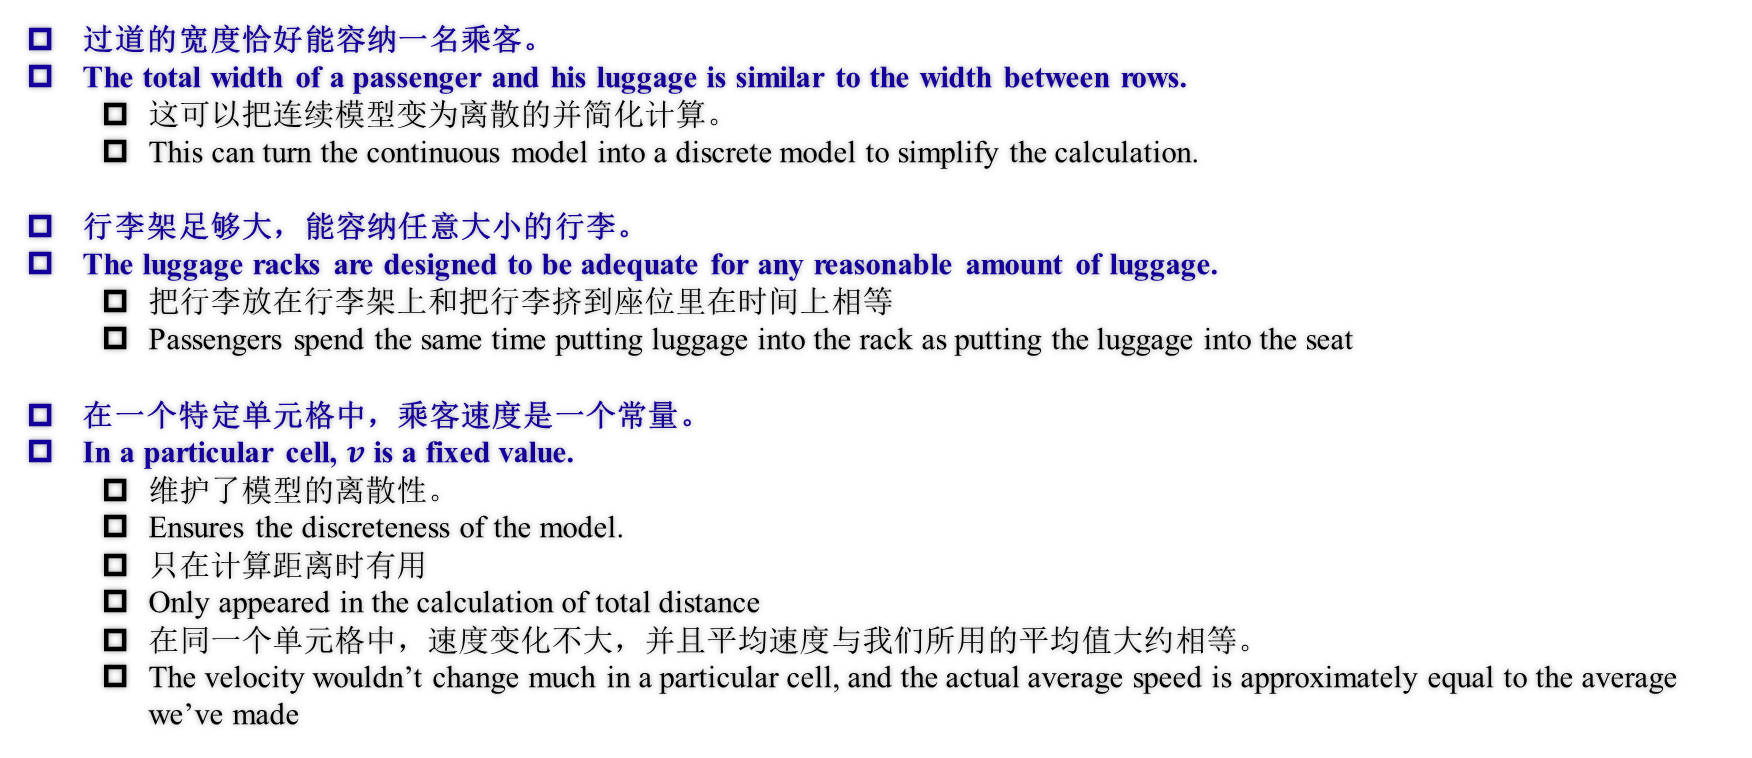 过道的宽度恰好能容纳一名乘客。
The total width of a passenger and his luggage is similar to the width between rows.
这可以把连续模型变为离散的并简化计算。
This can turn the continuous model into a discrete model to simplify the calculation.
行李架足够大，能容纳任意大小的行李。
The luggage racks are designed to be adequate for any reasonable amount of luggage.
把行李放在行李架上和把行李挤到座位里在时间上相等
Passengers spend the same time putting luggage into the rack as putting the luggage into the seat
在一个特定单元格中，乘客速度是一个常量。
In a particular cell, v is a fixed value.
维护了模型的离散性。
Ensures the discreteness of the model.
只在计算距离时有用
Only appeared in the calculation of total distance
在同一个单元格中，速度变化不大，并且平均速度与我们所用的平均值大约相等。
The velocity wouldn’t change much in a particular cell, and the actual average speed is approximately equal to the average
we’ve made